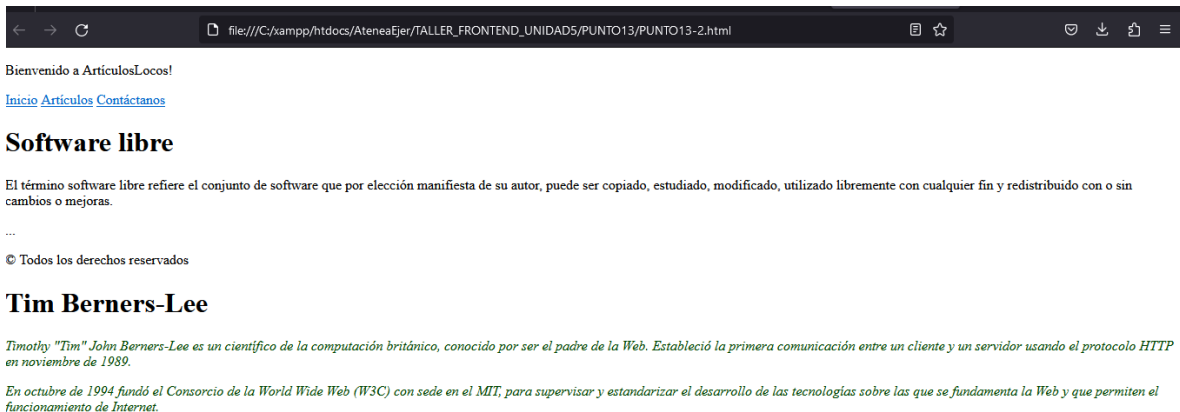 file:///C:/xampp/htdocs/AteneaEjer/TALLER_FRONTEND_UNIDAD5/PUNTO13/PUNTO13-2.html
Bienvenido a ArtículosLocos!
Inicio Artículos Contáctanos
Software libre
El término software libre refiere el conjunto de software que por elección manifiesta de su autor, puede ser copiado, estudiado, modificado, utilizado libremente con cualquier fin y redistribuido con o sin
cambios o mejoras.
...
© Todos los derechos reservados
Tim Berners-Lee
Timothy "Tim" John Berners-Lee es un científico de la computación británico, conocido por ser el padre de la Web. Estableció la primera comunicación entre un cliente y un servidor usando el protocolo HTTP
en noviembre de 1989.
En octubre de 1994 fundó el Consorcio de la World Wide Web (W3C) con sede en el MIT, para supervisar y estandarizar el desarrollo de las tecnologías sobre las que se fundamenta la Web y que permiten el
funcionamiento de Internet.